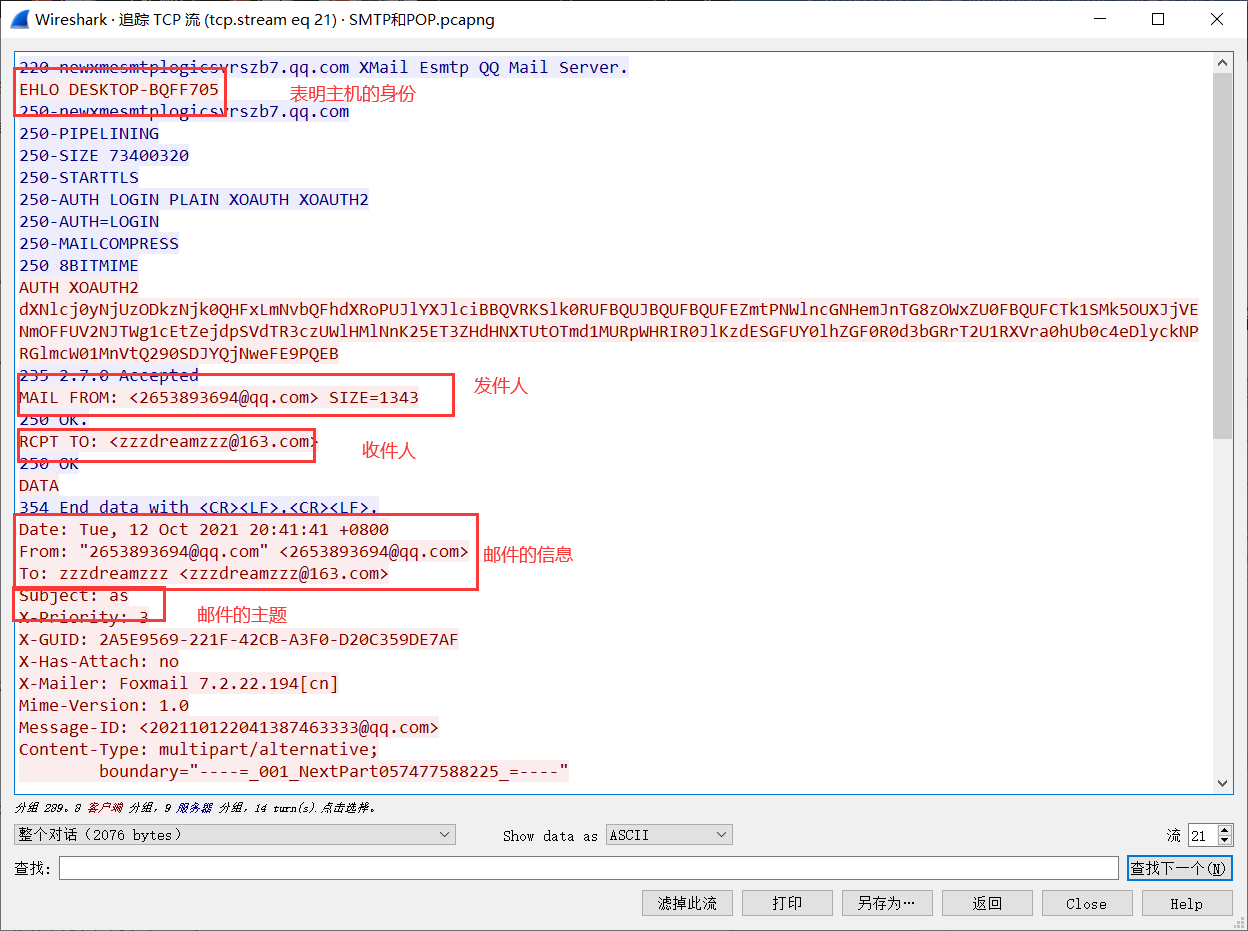 Wireshark · 追踪 TCP 流 (tcp.stream eq 21) · SMTP和POP.pcapng
220-newxmesmtplogicsvrszb7.qq.com XMail Esmtp QQ Mail Server.
EHLO DESKTOP-BQFF705
表明主机的身份
250-newxmesmtplogicsvrszb7.qq.com
250-PIPELINING
250-SIZE 73400320
250-STARTTLS
250-AUTH LOGIN PLAIN XOAUTH XOAUTH2
250-AUTH=LOGIN
250-MAILCOMPRESS
250 8BITMIME
AUTH XOAUTH2
dXNlcj0yNjUzODkzNjk0QHFxLmNvbQFhdXRoPUJlYXJlciBBQVRKSlk0RUFBQUJBQUFBQUFEZmtPNWlncGNHemJnTG8zOWxZU0FBQUFCTk1SMk5OUXJjVE
NmOFFUV2NJTWg1cEtZejdpSVdTR3czUWlHMlNnK25ET3ZHdHNXTUtOTmd1MURpWHRIR0JlKzdESGFUY0lhZGF0R0d3bGRrT2U1RXVra0hUb0c4eDlyckNP
RGlmcW01MnVtQ290SDJYQjNweFE9PQEB
235 2.7.0 Accepted
MAIL FROM: <2653893694@qq.com> SIZE=1343
发件人
250 OK.
RCPT TO: <zzzdreamzzz@163.com>
收件人
250 OK
DATA
354 End data with <CR><LF>.<CR><LF>.
Date: Tue, 12 Oct 2021 20:41:41 +0800
From: "2653893694@qq.com" <2653893694@qq.com>
邮件的信息
To: zzzdreamzzz <zzzdreamzzz@163.com>
Subject: as
邮件的主题
X-Priority: 3
X-GUID: 2A5E9569-221F-42CB-A3F0-D20C359DE7AF
X-Has-Attach: no
X-Mailer: Foxmail 7.2.22.194[cn]
Mime-Version: 1.0
Message-ID: <202110122041387463333@qq.com>
Content-Type: multipart/alternative;
boundary="----=_001_NextPart057477588225_=----"
分组 289。8 客户端 分组，9 服务器 分组，14 turn(s). 点击选择。
整个对话（2076 bytes）
Show data as ASCII
流 21
查找:
查找下一个(N)
滤掉此流
打印
另存为…
返回
Close
Help